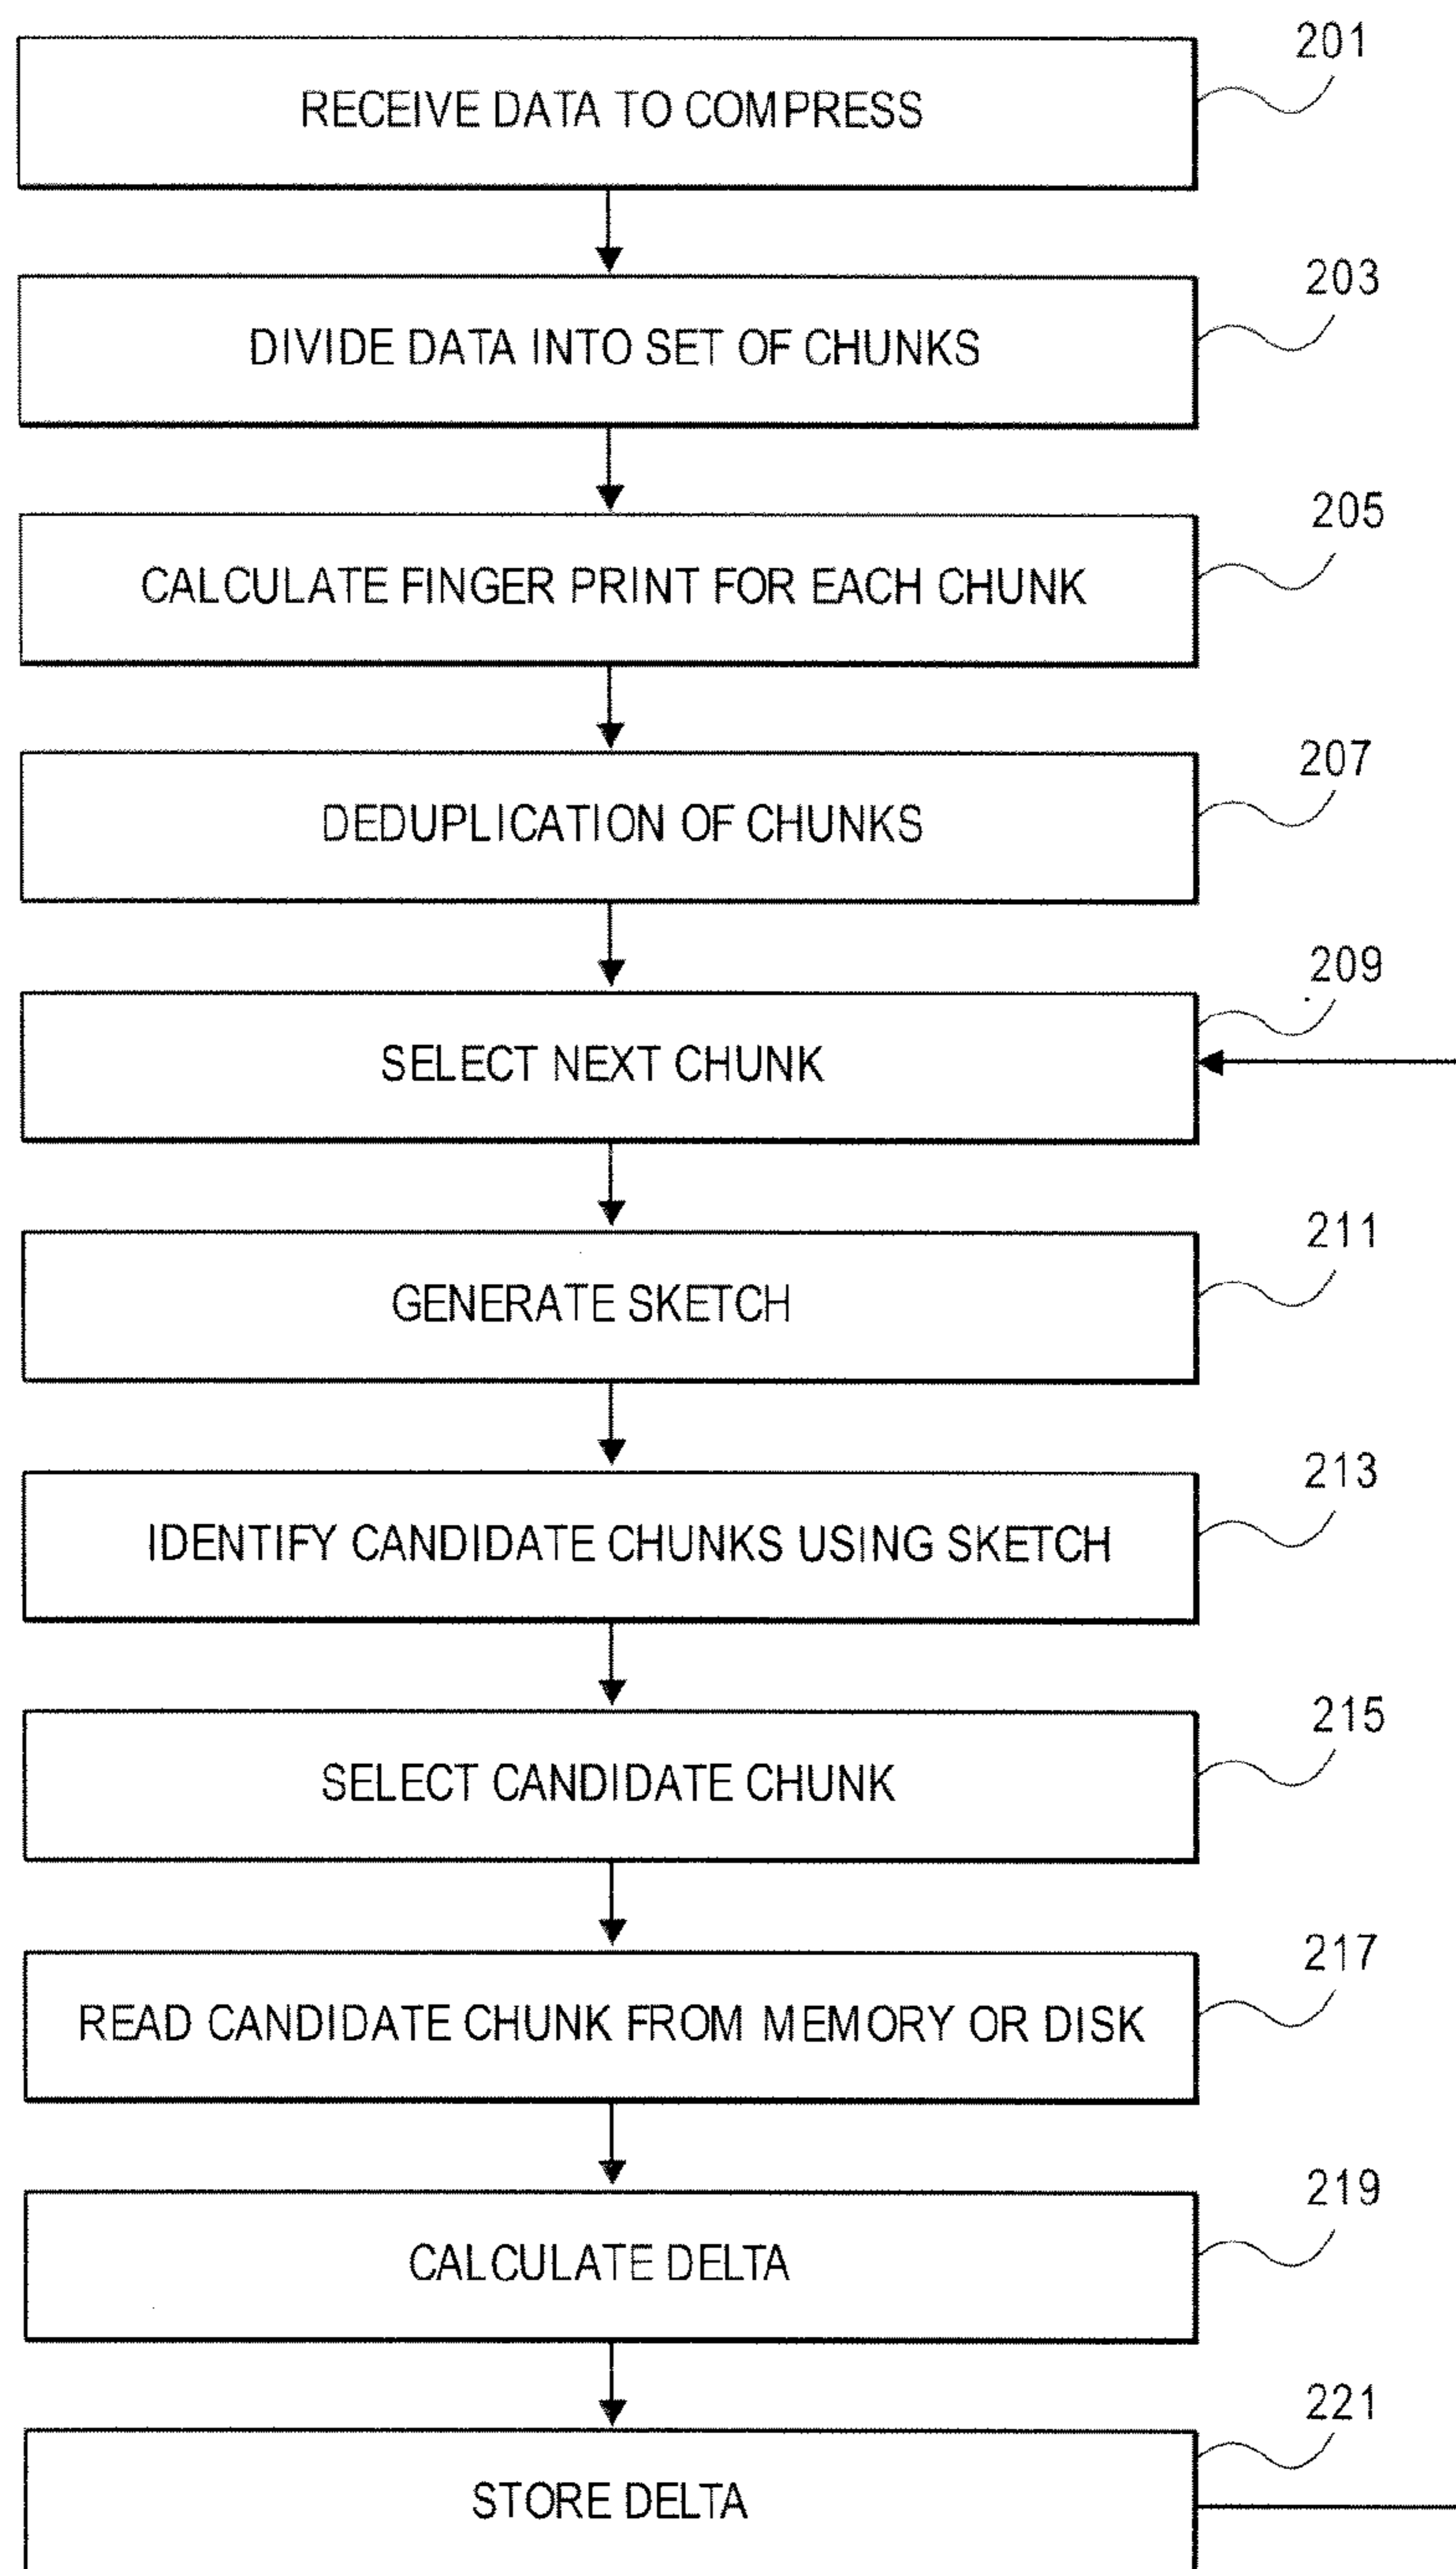 201
RECEIVE DATA TO COMPRESS
203
DIVIDE DATA INTO SET OF CHUNKS
205
CALCULATE FINGER PRINT FOR EACH CHUNK
207
DEDUPLICATION OF CHUNKS
209
SELECT NEXT CHUNK
211
GENERATE SKETCH
213
IDENTIFY CANDIDATE CHUNKS USING SKETCH
215
SELECT CANDIDATE CHUNK
217
READ CANDIDATE CHUNK FROM MEMORY OR DISK
219
CALCULATE DELTA
221
STORE DELTA